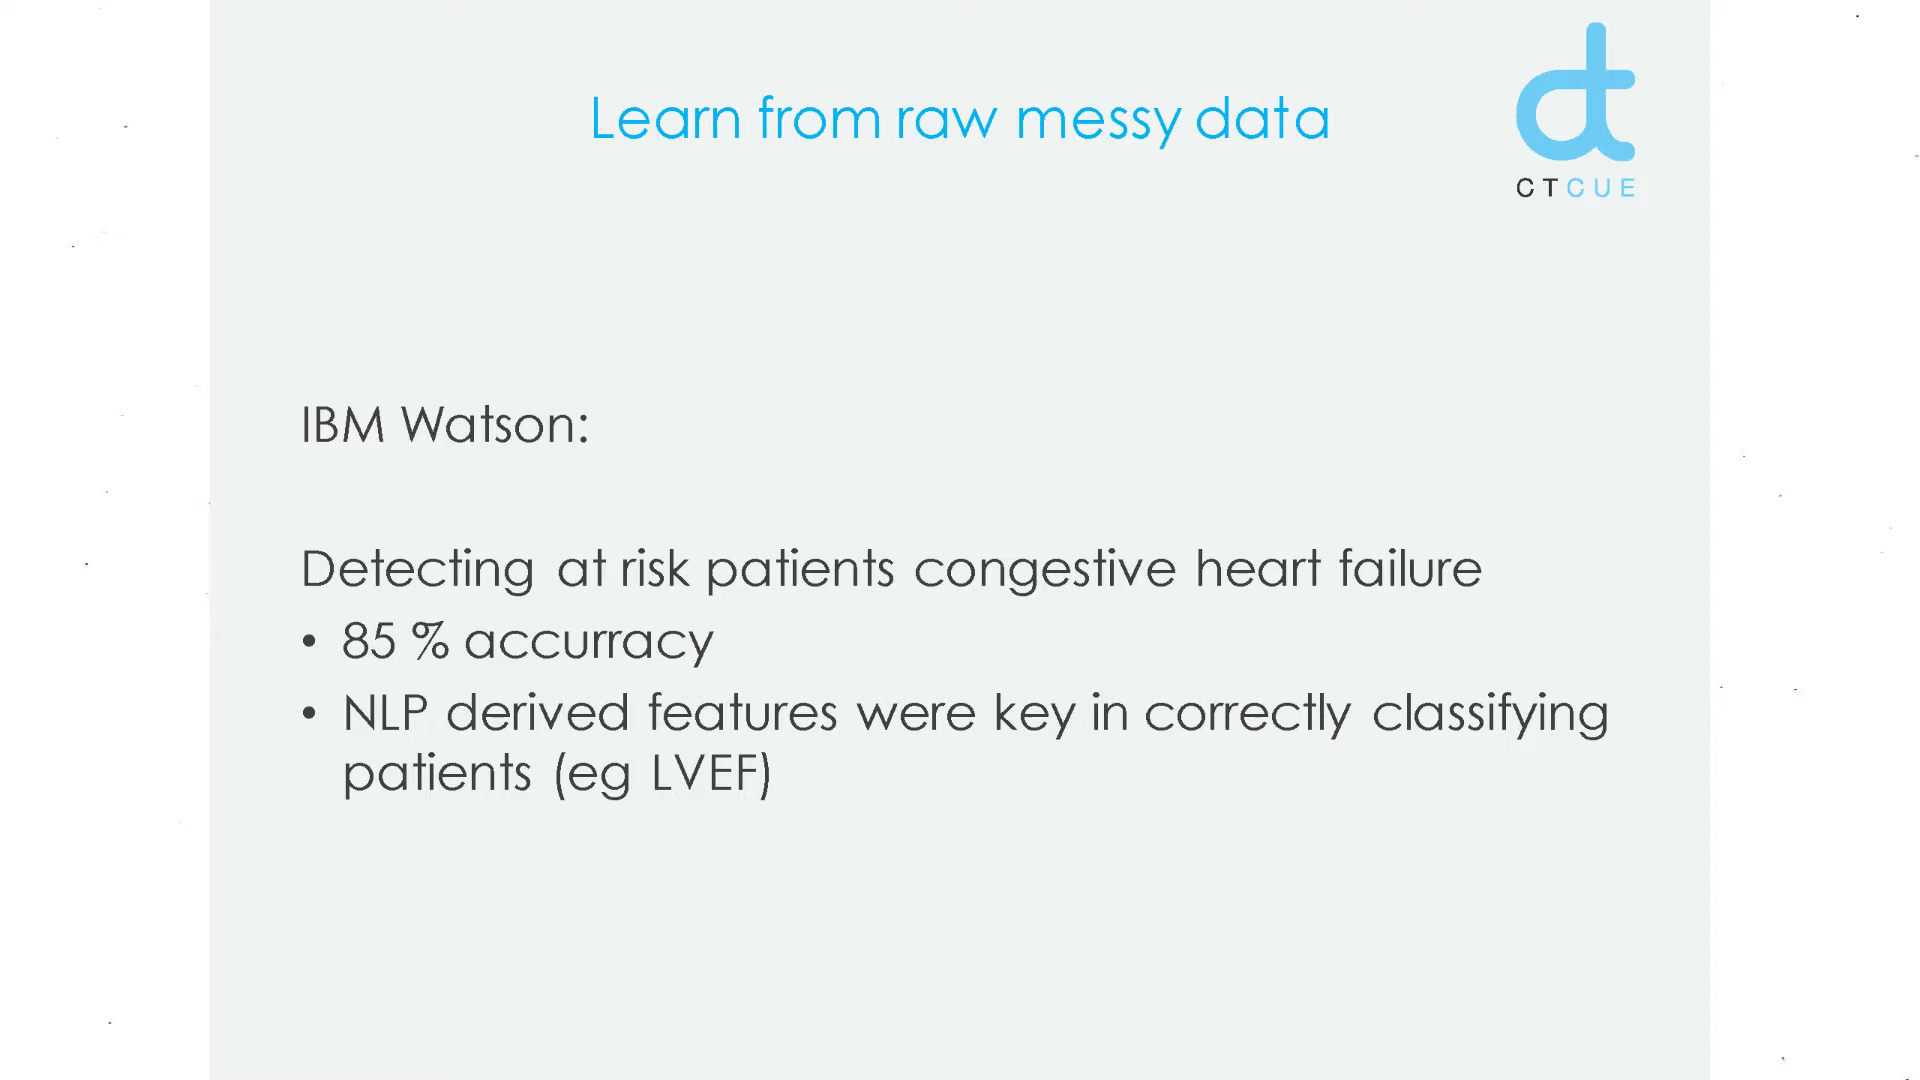 Learn from raw messy data
CTCUE
IBM Watson:
Detecting at risk patients congestive heart failure
• 85 % accurracy
• NLP derived features were key in correctly classifying
patients (eg LVEF)